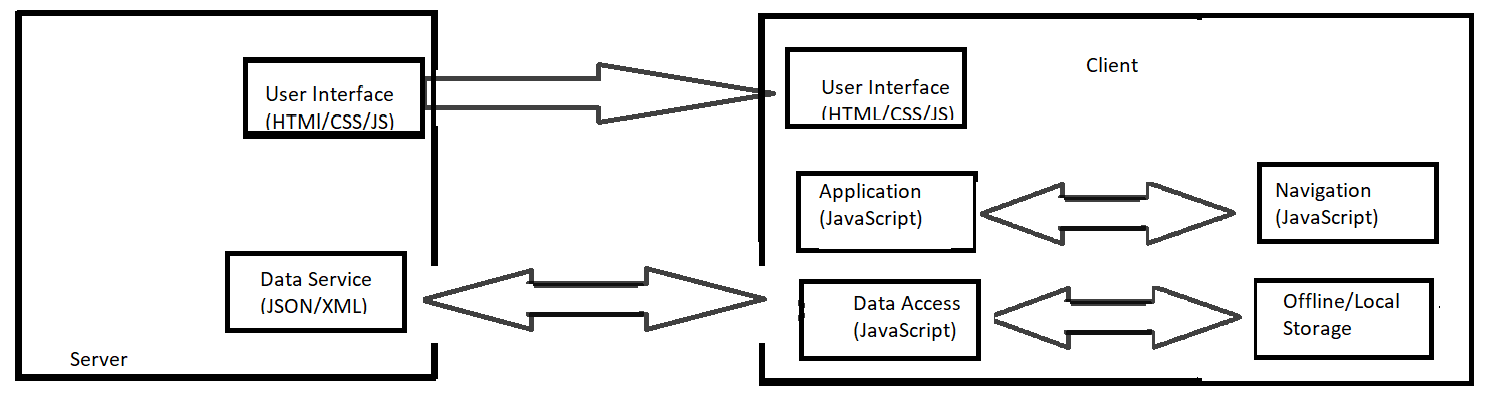 User Interface
(HTMl/CSS/JS)
Data Service
(JSON/XML)
Server
Client
User Interface
(HTML/CSS/JS)
Application
(JavaScript)
Navigation
(JavaScript)
Data Access
(JavaScript)
Offline/Local
Storage